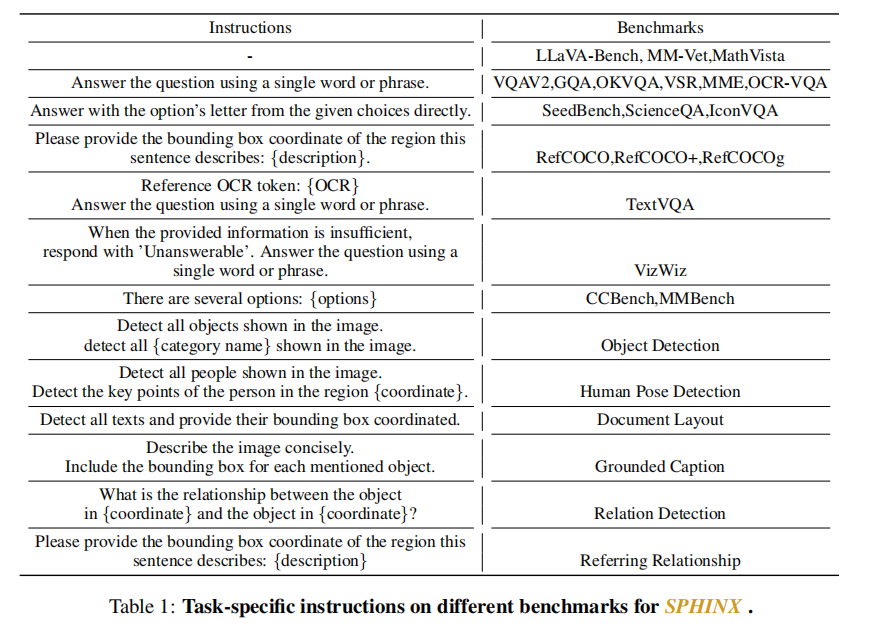 Instructions Benchmarks
- LLaVA-Bench, MM-Vet,MathVista
Answer the question using a single word or phrase. VQAV2,GQA,OKVQA,VSR,MME,OCR-VQA
Answer with the option's letter from the given choices directly. SeedBench,ScienceQA,IconVQA
Please provide the bounding box coordinate of the region this
sentence describes: {description}. RefCOCO,RefCOCO+,RefCOCOg
Reference OCR token: {OCR}
Answer the question using a single word or phrase. TextVQA
When the provided information is insufficient,
respond with 'Unanswerable'. Answer the question using a
single word or phrase. VizWiz
There are several options: {options} CCBench,MMBench
Detect all objects shown in the image.
detect all {category name} shown in the image. Object Detection
Detect all people shown in the image.
Detect the key points of the person in the region {coordinate}. Human Pose Detection
Detect all texts and provide their bounding box coordinated. Document Layout
Describe the image concisely.
Include the bounding box for each mentioned object. Grounded Caption
What is the relationship between the object
in {coordinate} and the object in {coordinate}? Relation Detection
Please provide the bounding box coordinate of the region this
sentence describes: {description} Referring Relationship
Table 1: Task-specific instructions on different benchmarks for SPHINX .